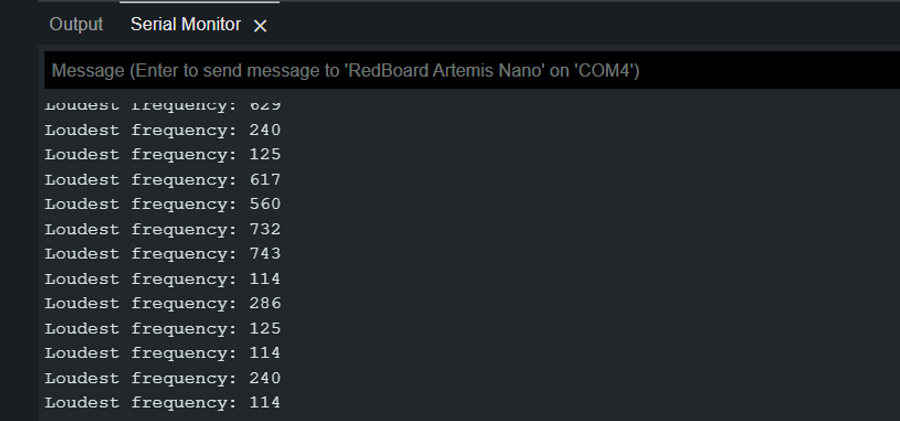 Output
Serial Monitor ×
Message (Enter to send message to 'RedBoard Artemis Nano' on 'COM4')
Loudest frequency: 629
Loudest frequency: 240
Loudest frequency: 125
Loudest frequency: 617
Loudest frequency: 560
Loudest frequency: 732
Loudest frequency: 743
Loudest frequency: 114
Loudest frequency: 286
Loudest frequency: 125
Loudest frequency: 114
Loudest frequency: 240
Loudest frequency: 114